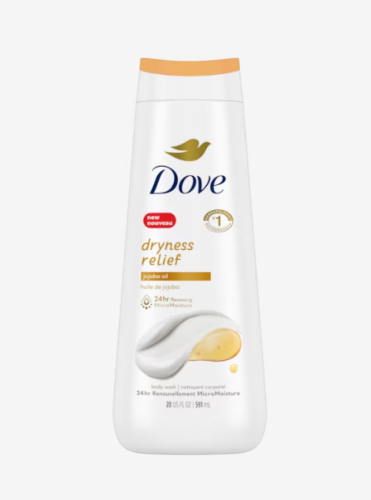 Dove
new
nouveau
#1
dryness
relief
jojoba oil
huile de jojoba
24hr Renewing
MicroMoisture
body wash | nettoyant corporel
24hr Renouvellement MicroMoisture
20 US FL OZ | 591 mL